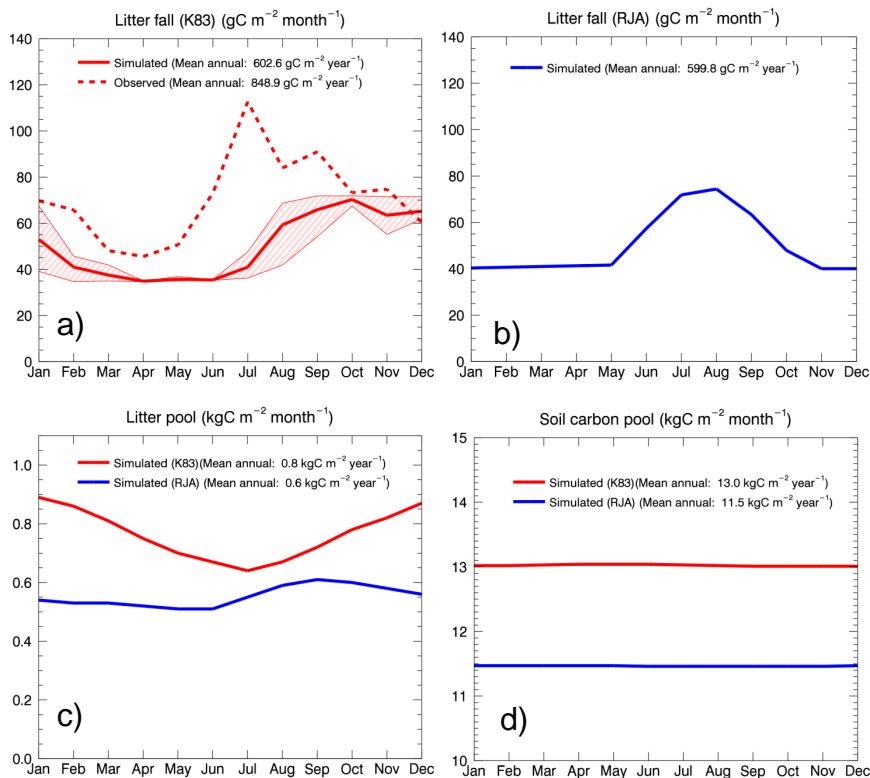 Litter fall (K83) (gC m⁻² month⁻¹)
140
120
100
80
60
40
20
0
Simulated (Mean annual: 602.6 gC m⁻² year⁻¹)
Observed (Mean annual: 848.9 gC m⁻² year⁻¹)
a)
Jan Feb Mar Apr May Jun Jul Aug Sep Oct Nov Dec
Litter fall (RJA) (gC m⁻² month⁻¹)
140
120
100
80
60
40
20
0
Simulated (Mean annual: 599.8 gC m⁻² year⁻¹)
b)
Jan Feb Mar Apr May Jun Jul Aug Sep Oct Nov Dec
Litter pool (kgC m⁻² month⁻¹)
1.0
0.8
0.6
0.4
0.2
0.0
Simulated (K83)(Mean annual: 0.8 kgC m⁻² year⁻¹)
Simulated (RJA) (Mean annual: 0.6 kgC m⁻² year⁻¹)
c)
Jan Feb Mar Apr May Jun Jul Aug Sep Oct Nov Dec
Soil carbon pool (kgC m⁻² month⁻¹)
15
14
13
11
11
10
Simulated (K83)(Mean annual: 13.0 kgC m⁻² year⁻¹)
Simulated (RJA) (Mean annual: 11.5 kgC m⁻² year⁻¹)
d)
Jan Feb Mar Apr May Jun Jul Aug Sep Oct Nov Dec